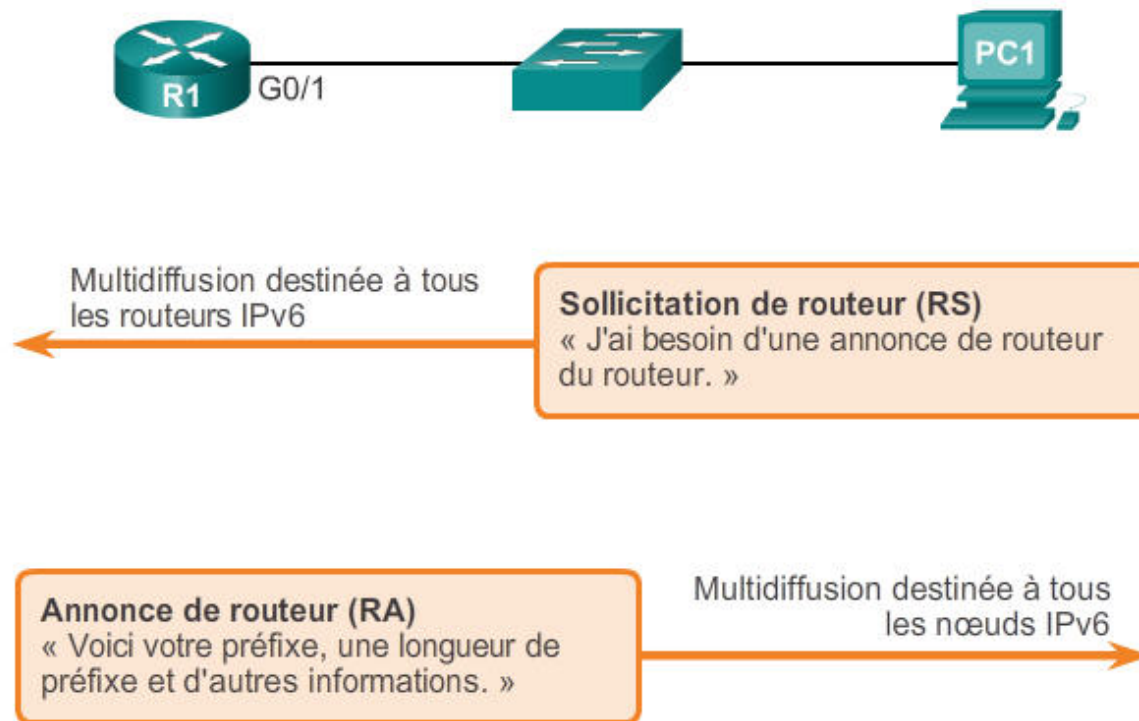 R1
G0/1
PC1
Multidiffusion destinée à tous
les routeurs IPv6
Sollicitation de routeur (RS)
« J'ai besoin d'une annonce de routeur
du routeur. »
Annonce de routeur (RA)
« Voici votre préfixe, une longueur de
préfixe et d'autres informations. »
Multidiffusion destinée à tous
les nœuds IPv6